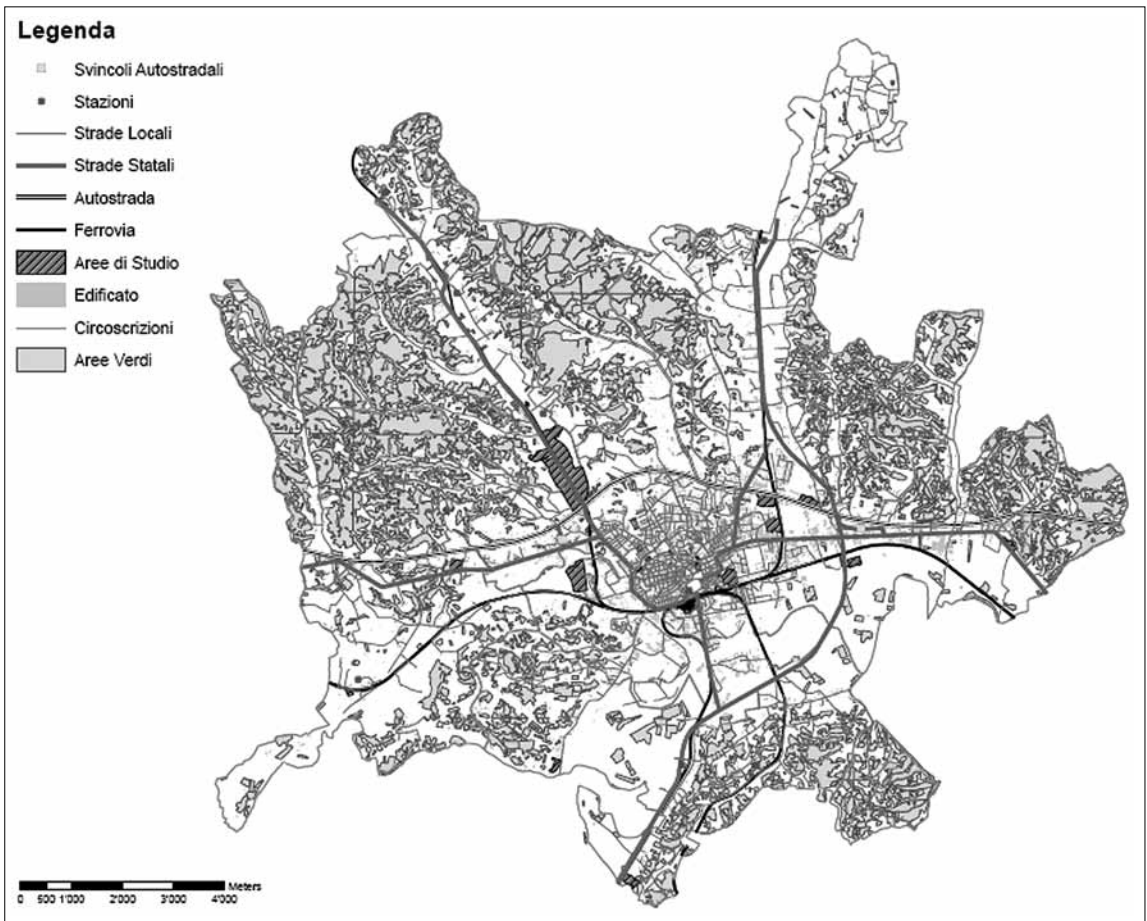 Legenda
Svincoli Autostradali
Stazioni
Strade Locali
Strade Statali
Autostrada
Ferrovia
Aree di Studio
Edificato
Circoscrizioni
Aree Verdi
Meters
0 500 1'000 2'000 3'000 4'000